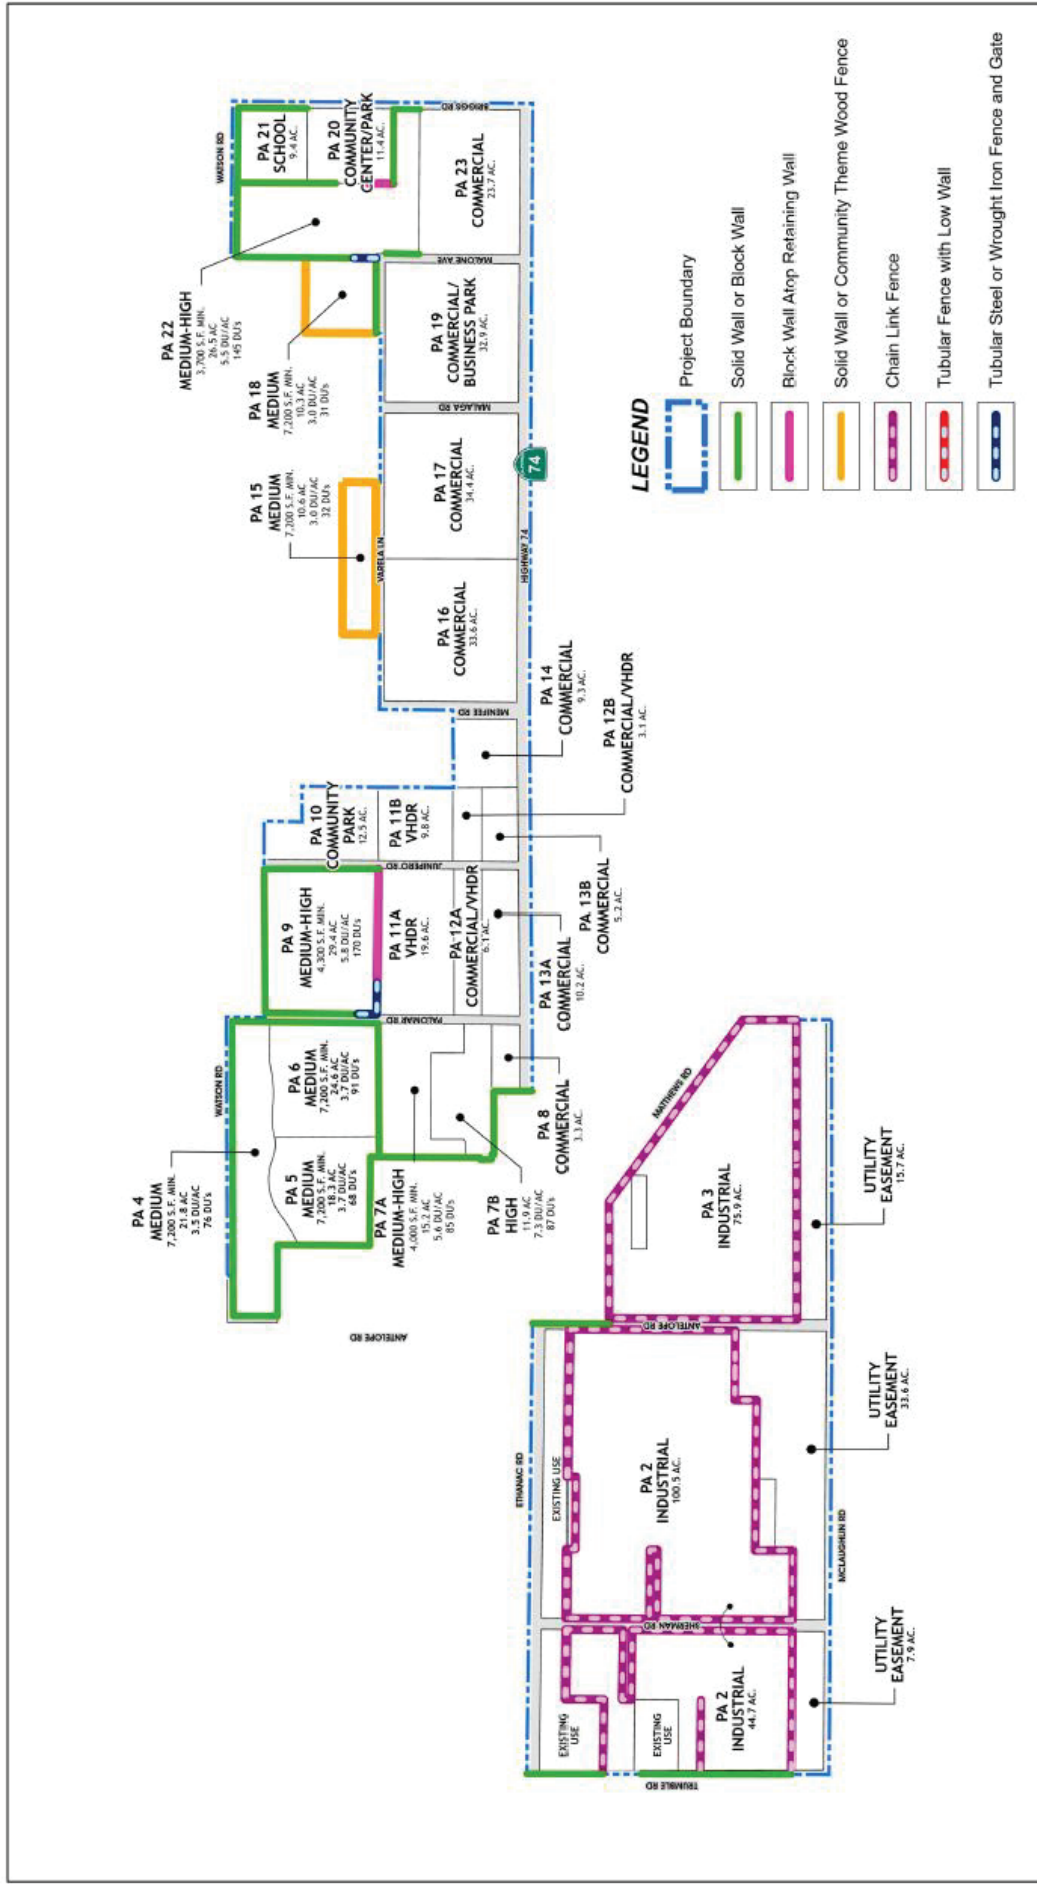 WATSON RD
PA 4
MEDIUM
7,200 S.F. MIN.
21.8 AC
3.5 DU/AC
76 DU's
PA 5
MEDIUM
7,200 S.F. MIN.
18.3 AC
3.7 DU/AC
68 DU's
PA 6
MEDIUM
7,200 S.F. MIN.
24.6 AC
3.7 DU/AC
91 DU's
ANTELOPE RD
PA 7A
MEDIUM-HIGH
4,000 S.F. MIN.
15.2 AC
5.6 DU/AC
85 DU's
PA 7B
HIGH
11.9 AC
7.3 DU/AC
87 DU's
PA 8
COMMERCIAL
3.3 AC.
PALOMAR RD
PA 9
MEDIUM-HIGH
4,300 S.F. MIN.
29.4 AC
5.8 DU/AC
170 DU's
PA 11A
VHDR
19.6 AC.
PA 12A
COMMERCIAL/VHDR
6.1 AC.
PA 13A
COMMERCIAL
10.2 AC.
JUNIPERO RD
PA 10
COMMUNITY
PARK
12.5 AC.
PA 11B
VHDR
9.8 AC.
PA 13B
COMMERCIAL
5.2 AC.
PA 12B
COMMERCIAL/VHDR
3.1 AC.
PA 14
COMMERCIAL
9.3 AC.
MENIFEE RD
PA 15
MEDIUM
7,200 S.F. MIN.
10.6 AC
3.0 DU/AC
32 DU's
VARELA LN
PA 16
COMMERCIAL
33.6 AC.
PA 17
COMMERCIAL
34.4 AC.
HIGHWAY 74
74
MALAGA RD
PA 18
MEDIUM
7,200 S.F. MIN.
10.3 AC
3.0 DU/AC
31 DU's
PA 19
COMMERCIAL/
BUSINESS PARK
32.9 AC.
MALONE AVE
PA 22
MEDIUM-HIGH
3,700 S.F. MIN.
26.5 AC
5.5 DU/AC
145 DU's
WATSON RD
PA 21
SCHOOL
9.4 AC.
PA 20
COMMUNITY
CENTER/PARK
11.4 AC.
PA 23
COMMERCIAL
23.7 AC.
BRIGGS RD
ETHANAC RD
TRUMBLE RD
EXISTING
USE
EXISTING
USE
PA 2
INDUSTRIAL
44.7 AC.
SHERMAN RD
EXISTING USE
PA 2
INDUSTRIAL
100.5 AC.
ANTELOPE RD
PA 3
INDUSTRIAL
75.9 AC.
MATTHEWS RD
MCLAUGHLIN RD
UTILITY
EASEMENT
7.9 AC.
UTILITY
EASEMENT
33.6 AC.
UTILITY
EASEMENT
15.7 AC.
LEGEND
Project Boundary
Solid Wall or Block Wall
Block Wall Atop Retaining Wall
Solid Wall or Community Theme Wood Fence
Chain Link Fence
Tubular Fence with Low Wall
Tubular Steel or Wrought Iron Fence and Gate